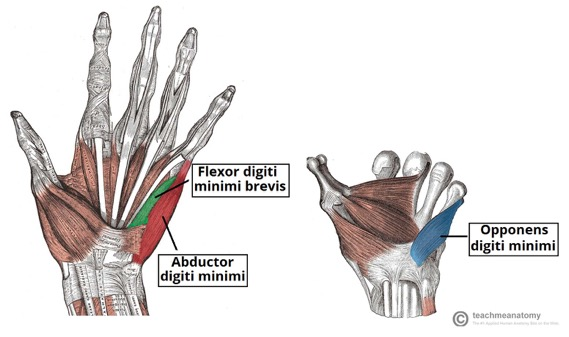 Flexor digiti
minimi brevis
Abductor
digiti minimi
Opponens
digiti minimi
© teachmeanatomy